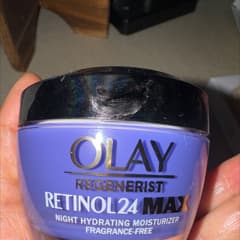 OLAY
REGENERIST
RETINOL24 MAX
NIGHT HYDRATING MOISTURIZER
FRAGRANCE-FREE